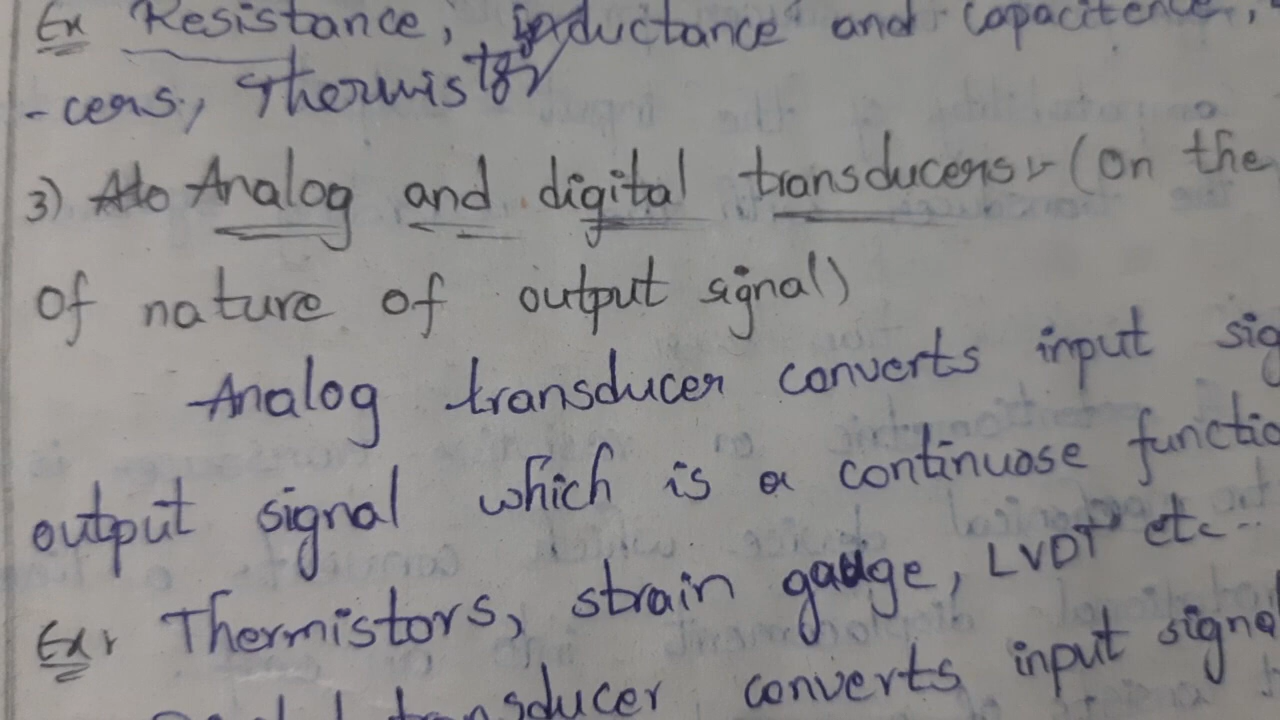 Ex Resistance, inductance and capacitence,
-cers, Thermistor
3) Analog and digital transducers:- (on the
of nature of output signal)
Analog transducer converts input sig
output signal which is a continuose functio
Ex: Thermistors, strain gauge, LVDT etc..
transducer converts input signa